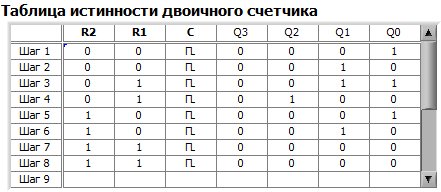 Таблица истинности двоичного счетчика
R2 R1 C Q3 Q2 Q1 Q0
Шаг 1 0 0 0 0 0 1
Шаг 2 0 0 0 0 1 0
Шаг 3 0 1 0 0 1 1
Шаг 4 0 1 0 1 0 0
Шаг 5 1 0 0 0 0 1
Шаг 6 1 0 0 0 1 0
Шаг 7 1 1 0 0 0 0
Шаг 8 1 1 0 0 0 0
Шаг 9